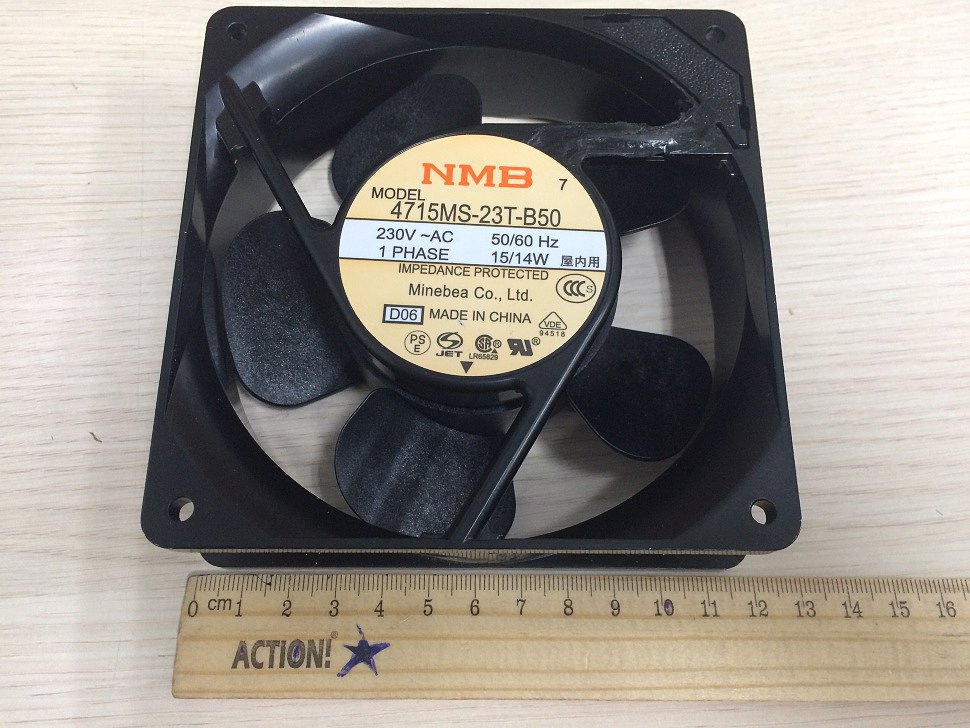 NMB 7
MODEL
4715MS-23T-B50
230V ~AC 50/60 Hz
1 PHASE 15/14W 屋内用
IMPEDANCE PROTECTED
Minebea Co., Ltd.
CCC S
D06 MADE IN CHINA
VDE
94518
PS E JET LR65829 ® ®
0 cm 1 2 3 4 5 6 7 8 9 10 11 12 13 14 15 16
ACTION!®